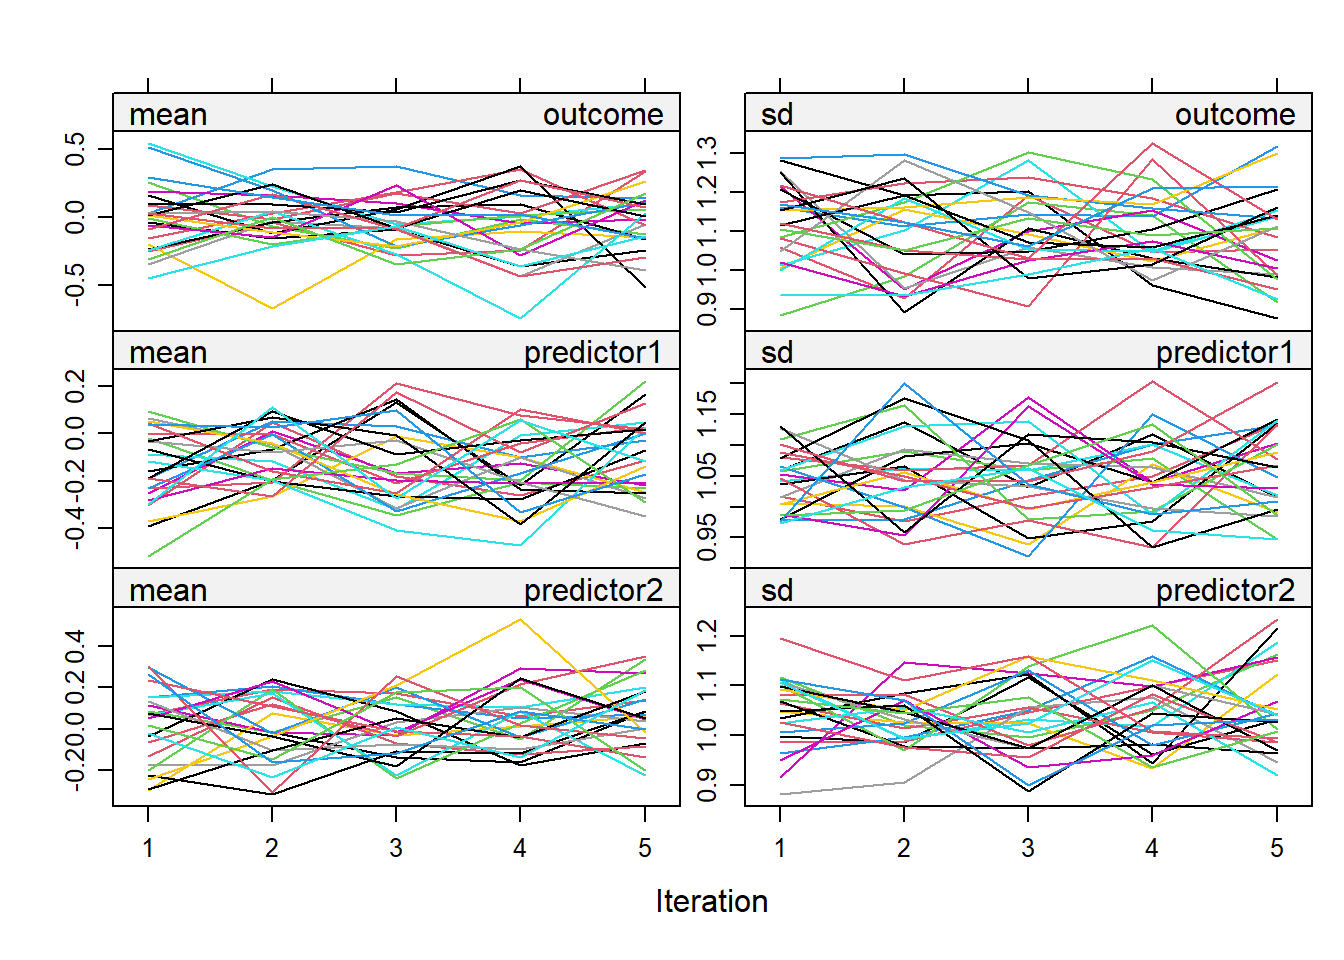 mean outcome
sd outcome
0.5
0.0
-0.5
1.3
1.2
1.1
1.0
0.9
mean predictor1
sd predictor1
0.2
0.0
-0.2
-0.4
1.15
1.05
0.95
mean predictor2
sd predictor2
0.4
0.2
0.0
-0.2
1.2
1.1
1.0
0.9
1 2 3 4 5
1 2 3 4 5
Iteration